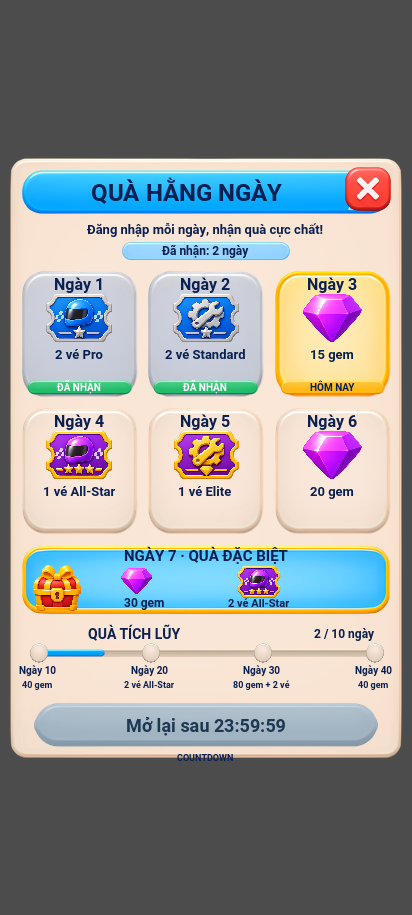 QUÀ HẰNG NGÀY
Đăng nhập mỗi ngày, nhận quà cực chất!
Đã nhận: 2 ngày
Ngày 1
2 vé Pro
ĐÃ NHẬN
Ngày 2
2 vé Standard
ĐÃ NHẬN
Ngày 3
15 gem
HÔM NAY
Ngày 4
1 vé All-Star
Ngày 5
1 vé Elite
Ngày 6
20 gem
NGÀY 7 · QUÀ ĐẶC BIỆT
30 gem
2 vé All-Star
QUÀ TÍCH LŨY
2 / 10 ngày
Ngày 10
40 gem
Ngày 20
2 vé All-Star
Ngày 30
80 gem + 2 vé
Ngày 40
40 gem
Mở lại sau 23:59:59
COUNTDOWN